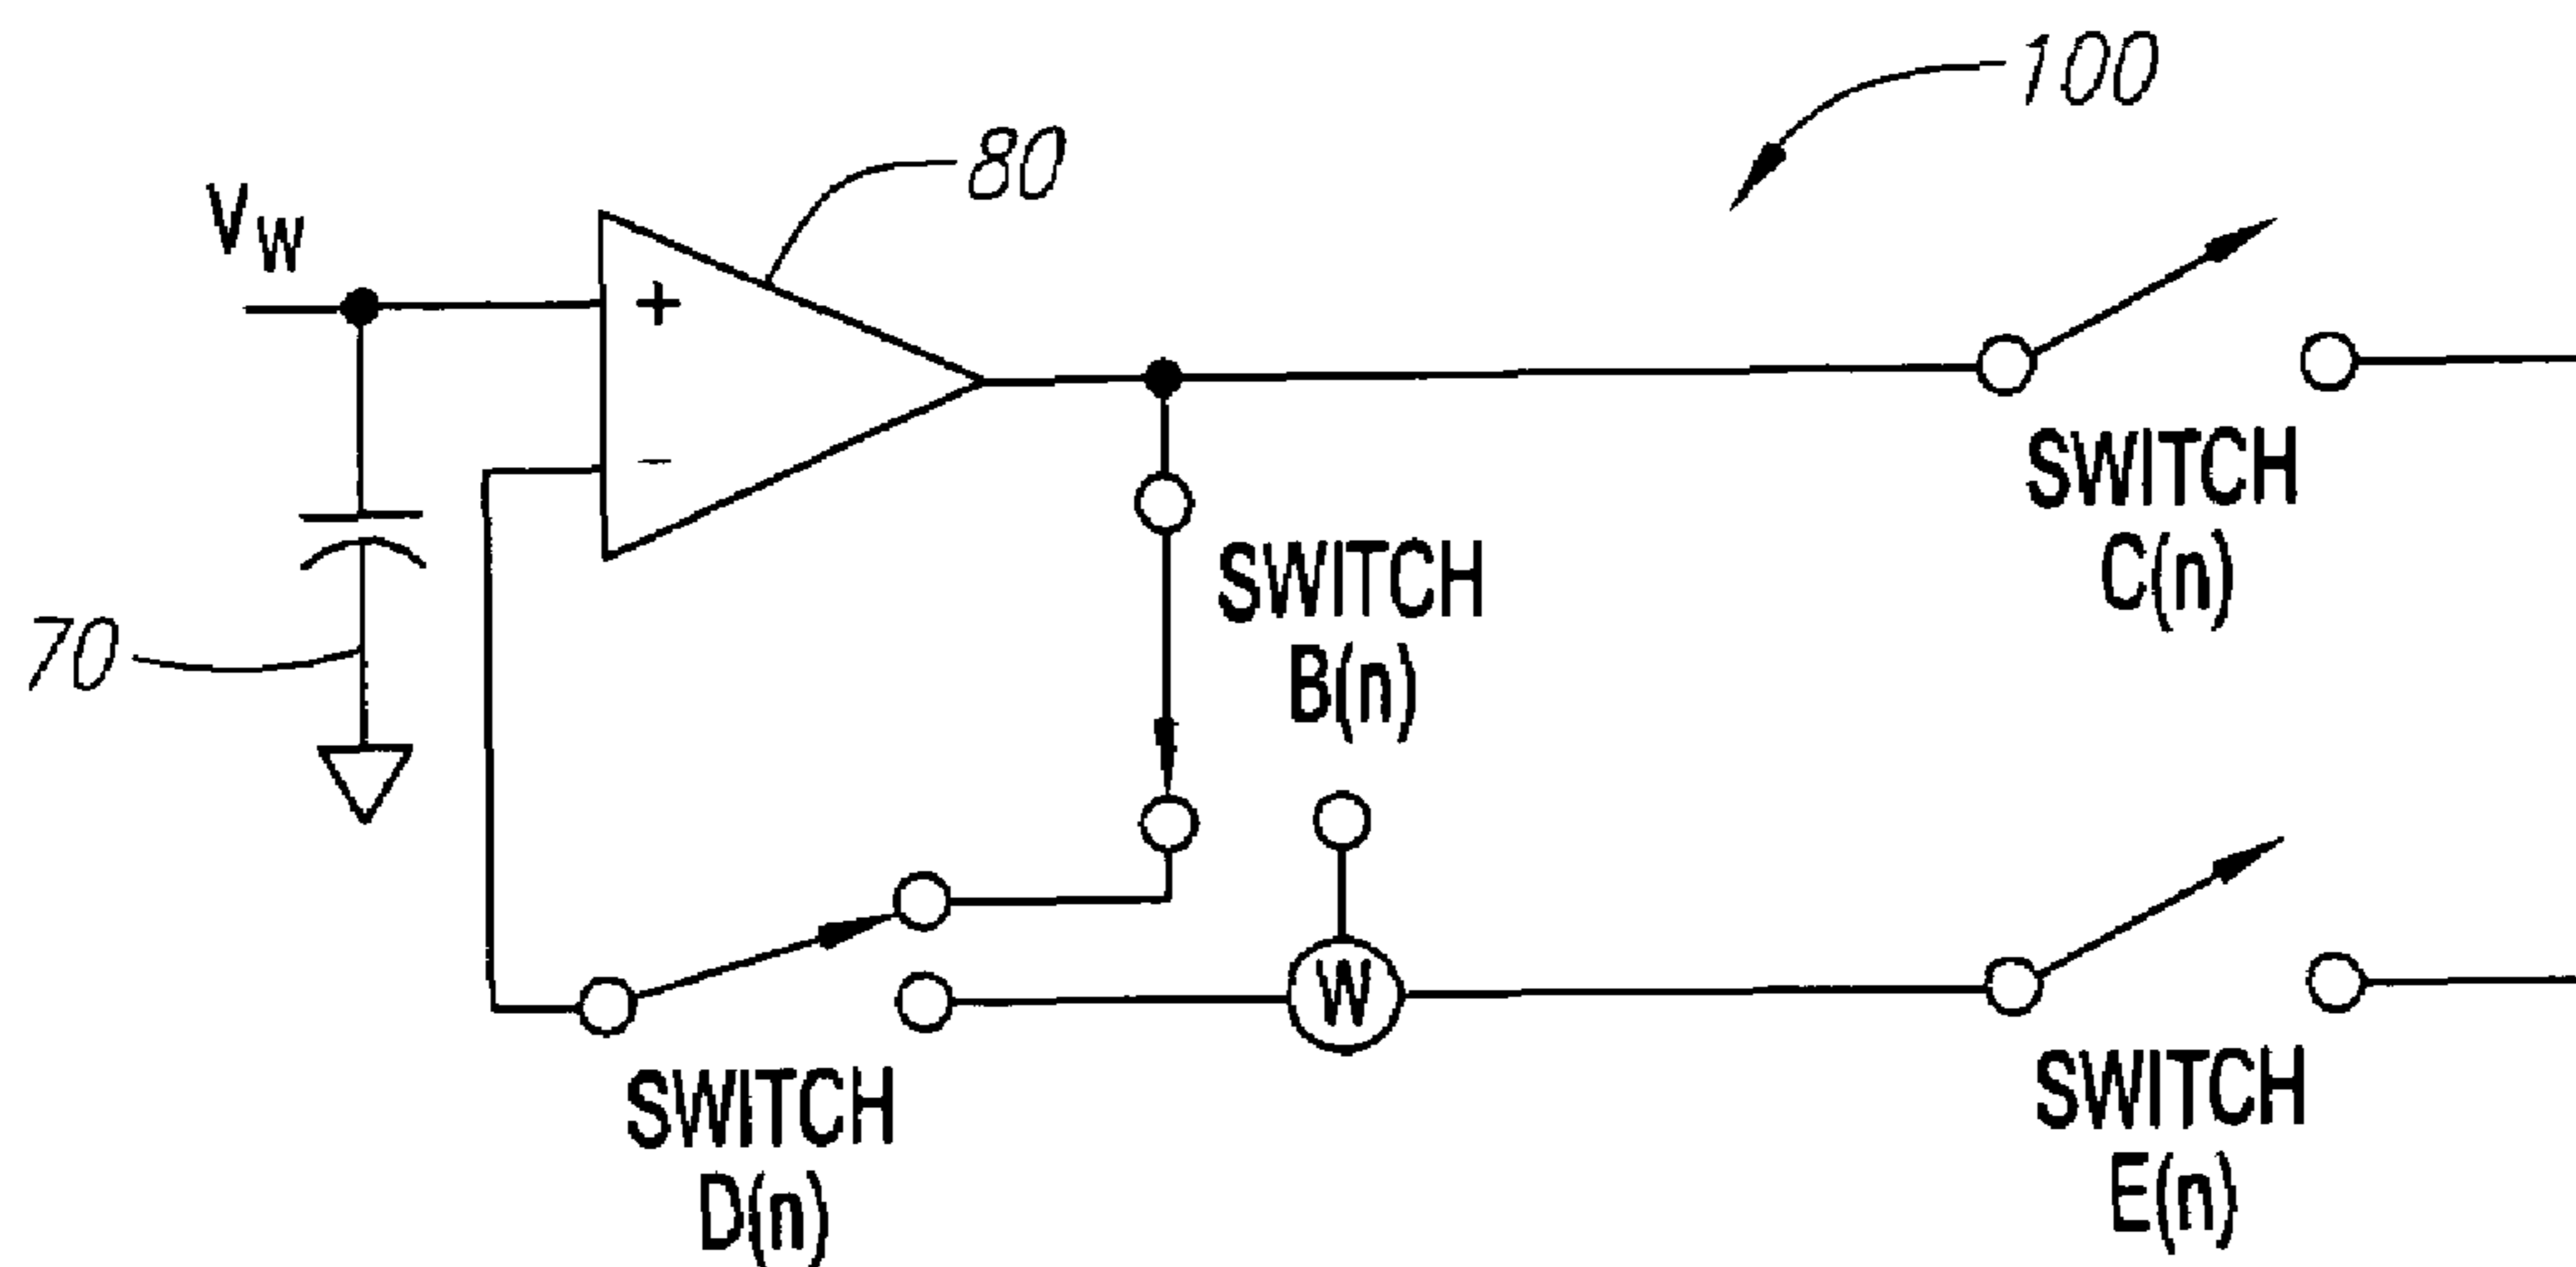 100
80
V_W
+
−
SWITCH
C(n)
SWITCH
B(n)
70
W
SWITCH
D(n)
SWITCH
E(n)